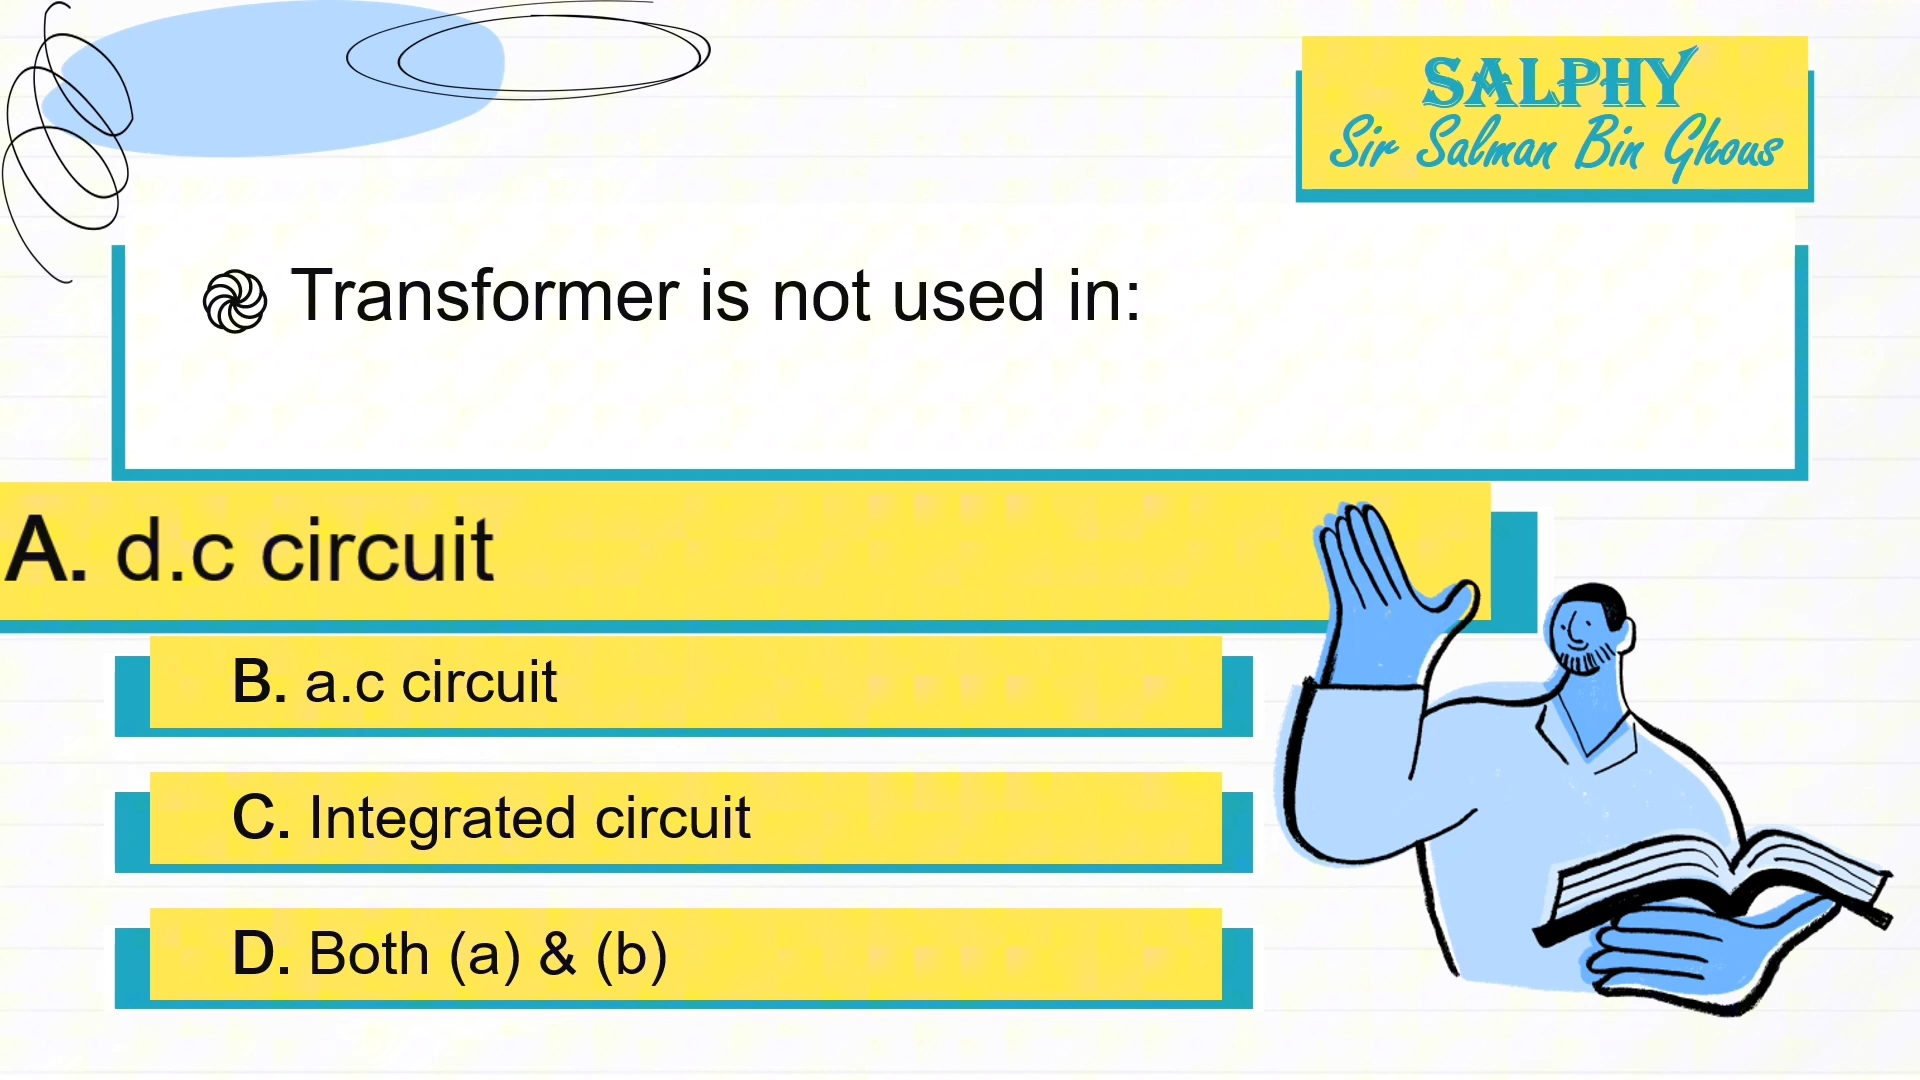 SALPHY
Sir Salman Bin Ghous
Transformer is not used in:
A. d.c circuit
B. a.c circuit
C. Integrated circuit
D. Both (a) & (b)